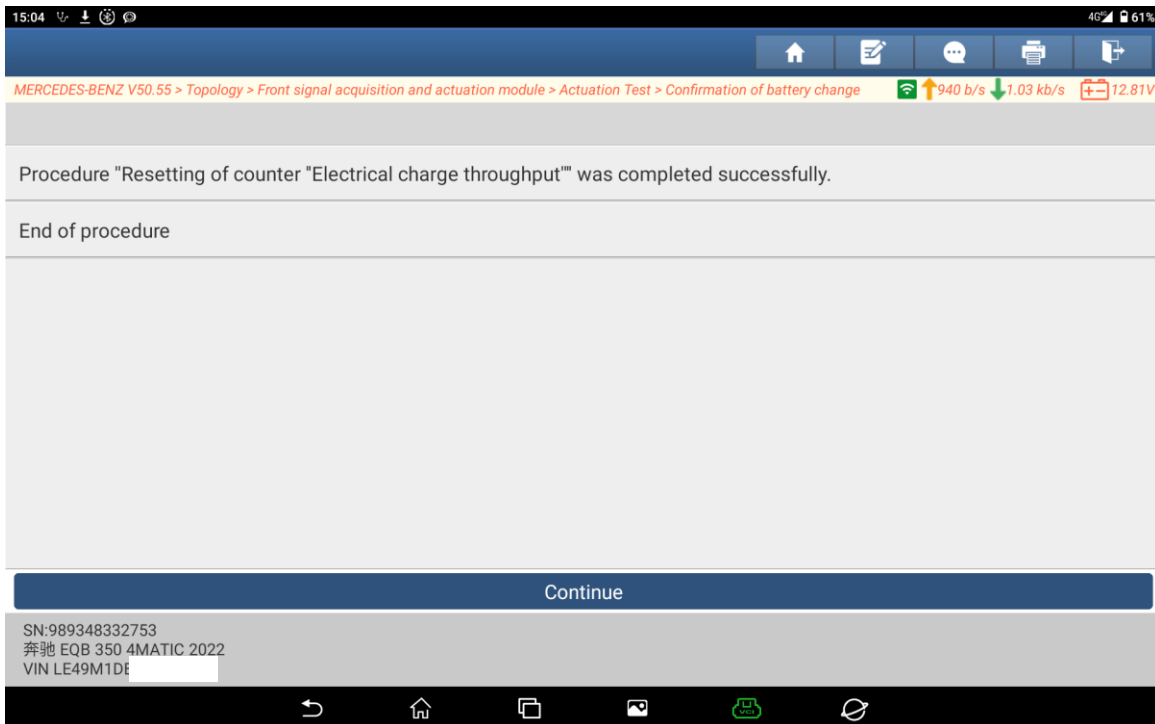 15:04
4G 61%
MERCEDES-BENZ V50.55 > Topology > Front signal acquisition and actuation module > Actuation Test > Confirmation of battery change 940 b/s 1.03 kb/s 12.81V
Procedure "Resetting of counter "Electrical charge throughput"" was completed successfully.
End of procedure
Continue
SN:989348332753
奔驰 EQB 350 4MATIC 2022
VIN LE49M1DE
VCI